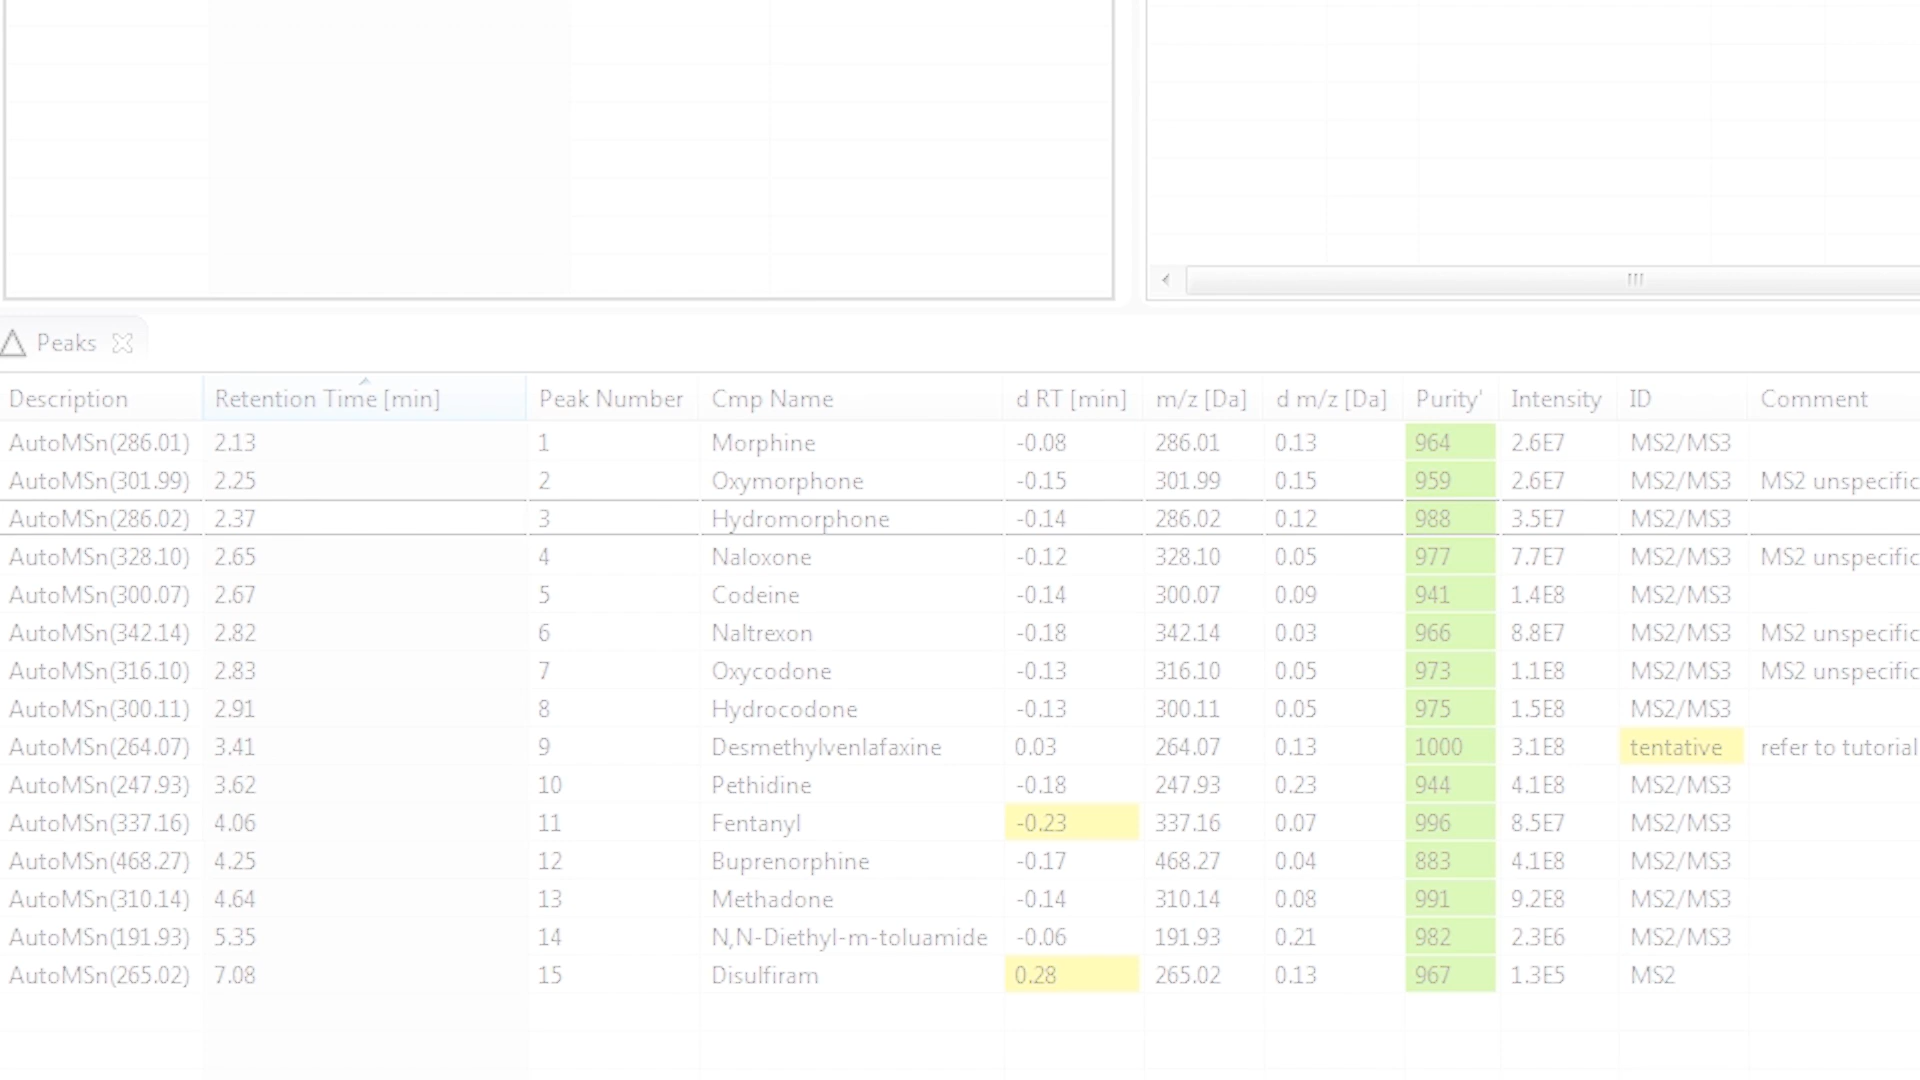 Peaks
Description Retention Time [min] Peak Number Cmp Name d RT [min] m/z [Da] d m/z [Da] Purity' Intensity ID Comment
AutoMSn(286.01) 2.13 1 Morphine -0.08 286.01 0.13 964 2.6E7 MS2/MS3
AutoMSn(301.99) 2.25 2 Oxymorphone -0.15 301.99 0.15 959 2.6E7 MS2/MS3 MS2 unspecific
AutoMSn(286.02) 2.37 3 Hydromorphone -0.14 286.02 0.12 988 3.5E7 MS2/MS3
AutoMSn(328.10) 2.65 4 Naloxone -0.12 328.10 0.05 977 7.7E7 MS2/MS3 MS2 unspecific
AutoMSn(300.07) 2.67 5 Codeine -0.14 300.07 0.09 941 1.4E8 MS2/MS3
AutoMSn(342.14) 2.82 6 Naltrexon -0.18 342.14 0.03 966 8.8E7 MS2/MS3 MS2 unspecific
AutoMSn(316.10) 2.83 7 Oxycodone -0.13 316.10 0.05 973 1.1E8 MS2/MS3 MS2 unspecific
AutoMSn(300.11) 2.91 8 Hydrocodone -0.13 300.11 0.05 975 1.5E8 MS2/MS3
AutoMSn(264.07) 3.41 9 Desmethylvenlafaxine 0.03 264.07 0.13 1000 3.1E8 tentative refer to tutorial
AutoMSn(247.93) 3.62 10 Pethidine -0.18 247.93 0.23 944 4.1E8 MS2/MS3
AutoMSn(337.16) 4.06 11 Fentanyl -0.23 337.16 0.07 996 8.5E7 MS2/MS3
AutoMSn(468.27) 4.25 12 Buprenorphine -0.17 468.27 0.04 883 4.1E8 MS2/MS3
AutoMSn(310.14) 4.64 13 Methadone -0.14 310.14 0.08 991 9.2E8 MS2/MS3
AutoMSn(191.93) 5.35 14 N,N-Diethyl-m-toluamide -0.06 191.93 0.21 982 2.3E6 MS2/MS3
AutoMSn(265.02) 7.08 15 Disulfiram 0.28 265.02 0.13 967 1.3E5 MS2